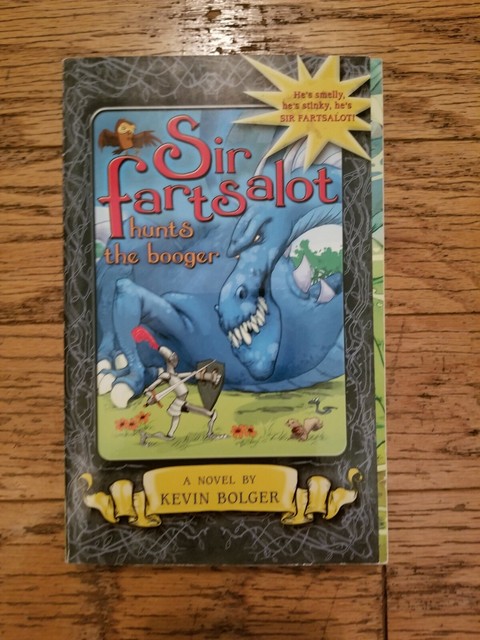 He's smelly,
he's stinky, he's
SIR FARTSALOT!
Sir
fartsalot
hunts
the booger
A NOVEL BY
KEVIN BOLGER